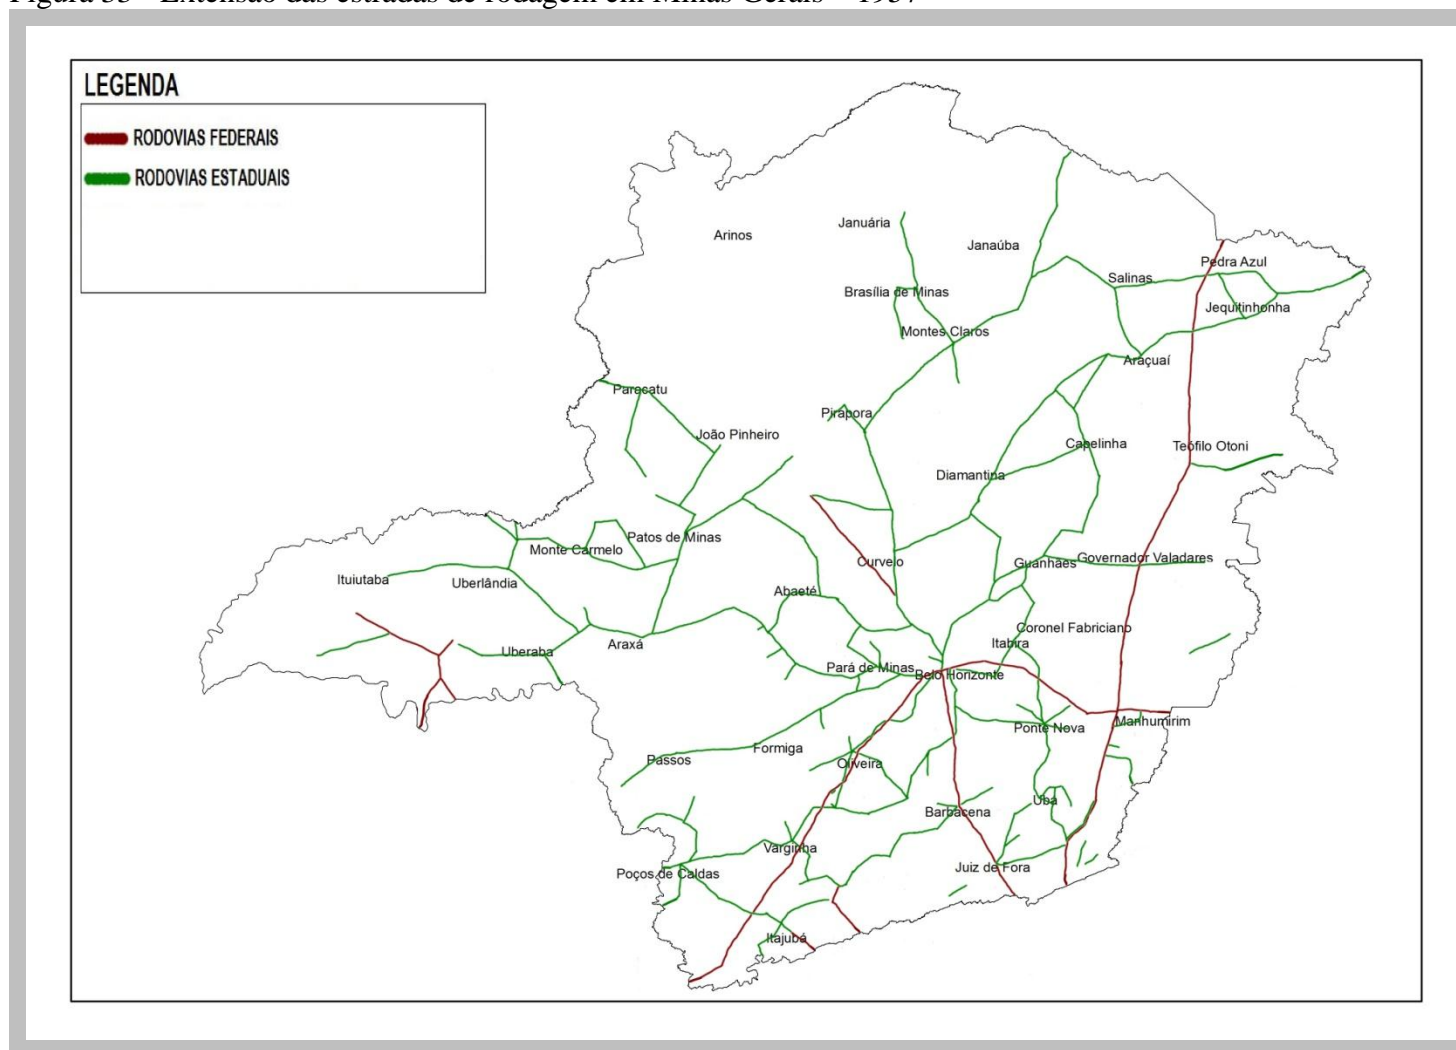 Figura 33 - Extensão das estradas de rodagem em Minas Gerais – 1957
LEGENDA
RODOVIAS FEDERAIS
RODOVIAS ESTADUAIS
Arinos
Januária
Janaúba
Pedra Azul
Salinas
Brasília de Minas
Jequitinhonha
Montes Claros
Araçuaí
Paracatu
Pirapora
João Pinheiro
Capelinha
Teófilo Otoni
Diamantina
Patos de Minas
Monte Carmelo
Curvelo
Guanhães
Governador Valadares
Ituiutaba
Uberlândia
Abaeté
Coronel Fabriciano
Itabira
Araxá
Uberaba
Pará de Minas
Belo Horizonte
Manhumirim
Ponte Nova
Formiga
Passos
Oliveira
Ubá
Barbacena
Varginha
Juiz de Fora
Poços de Caldas
Itajubá